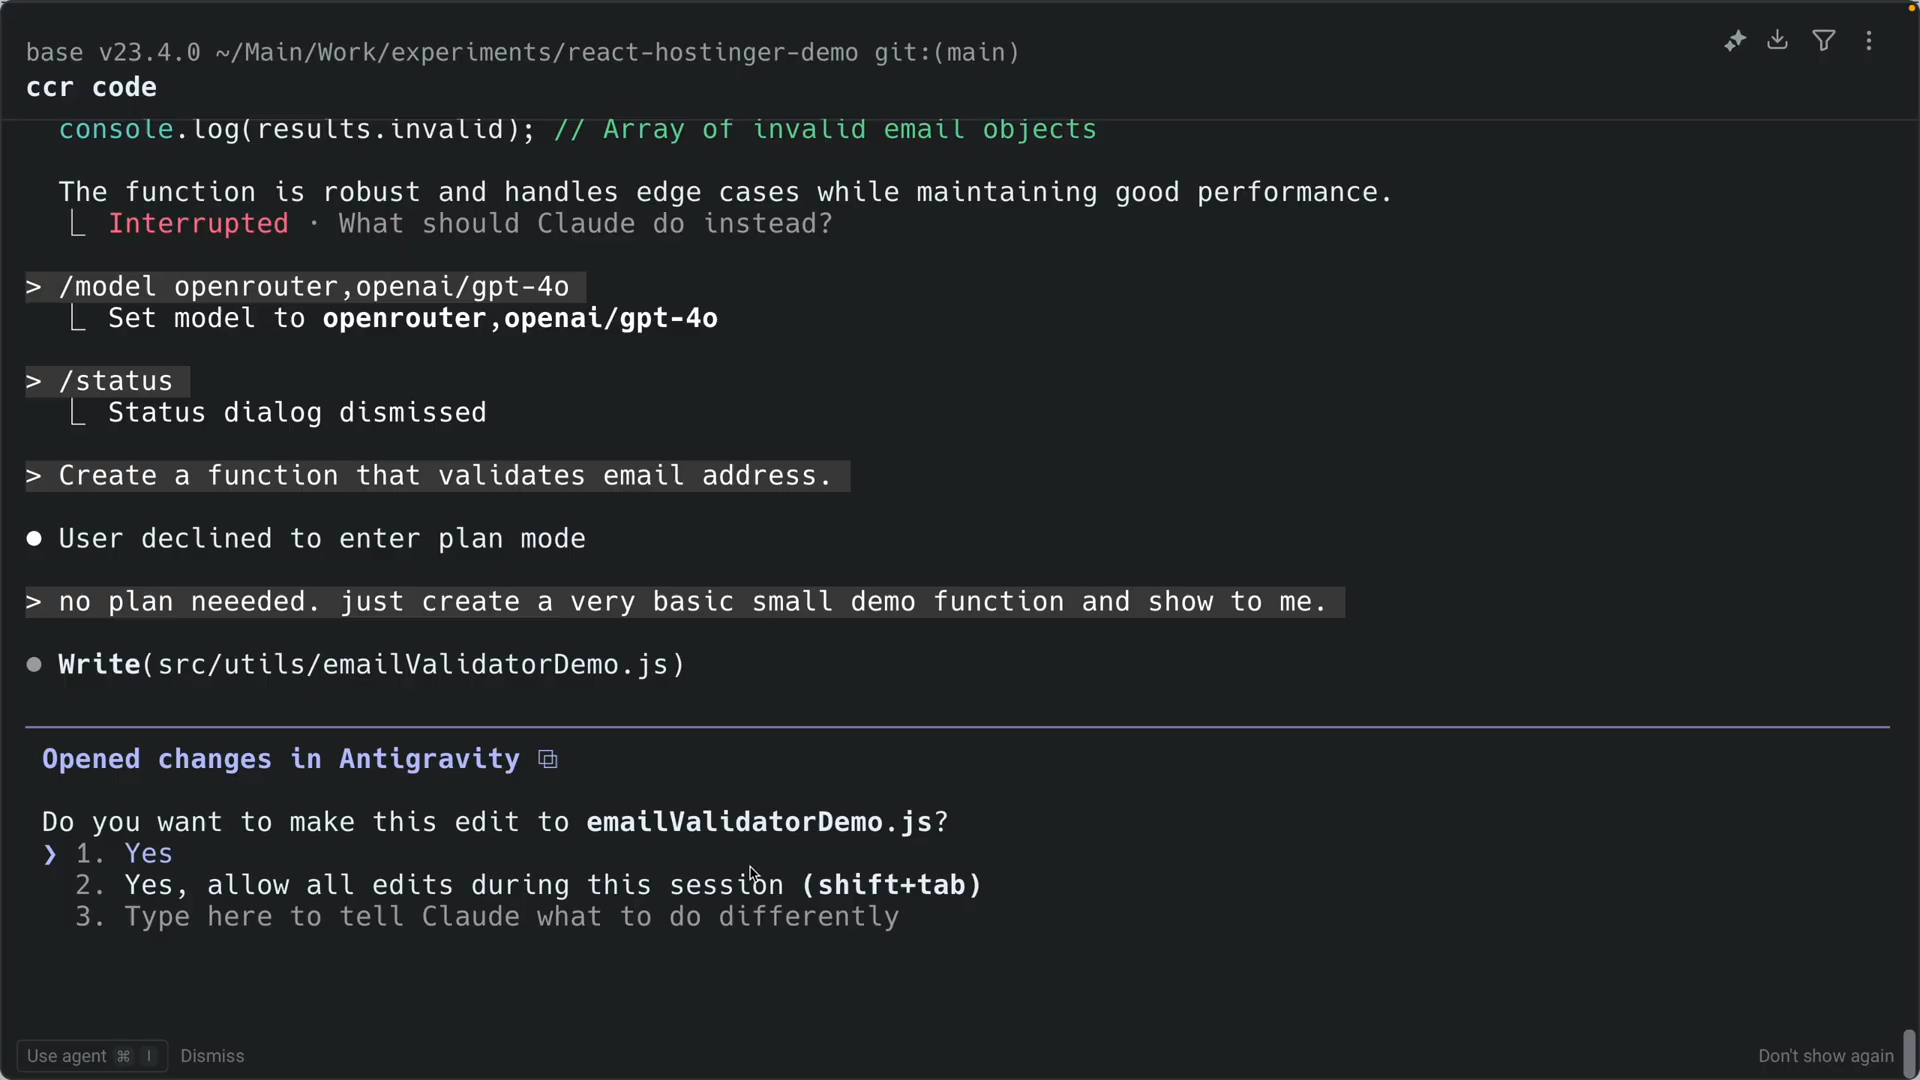 base v23.4.0 ~/Main/Work/experiments/react-hostinger-demo git:(main)
ccr code
console.log(results.invalid); // Array of invalid email objects
The function is robust and handles edge cases while maintaining good performance.
Interrupted · What should Claude do instead?
> /model openrouter,openai/gpt-4o
Set model to openrouter,openai/gpt-4o
> /status
Status dialog dismissed
> Create a function that validates email address.
● User declined to enter plan mode
> no plan neeeded. just create a very basic small demo function and show to me.
● Write(src/utils/emailValidatorDemo.js)
Opened changes in Antigravity
Do you want to make this edit to emailValidatorDemo.js?
❯ 1. Yes
2. Yes, allow all edits during this session (shift+tab)
3. Type here to tell Claude what to do differently
Use agent ⌘ I Dismiss
Don't show again